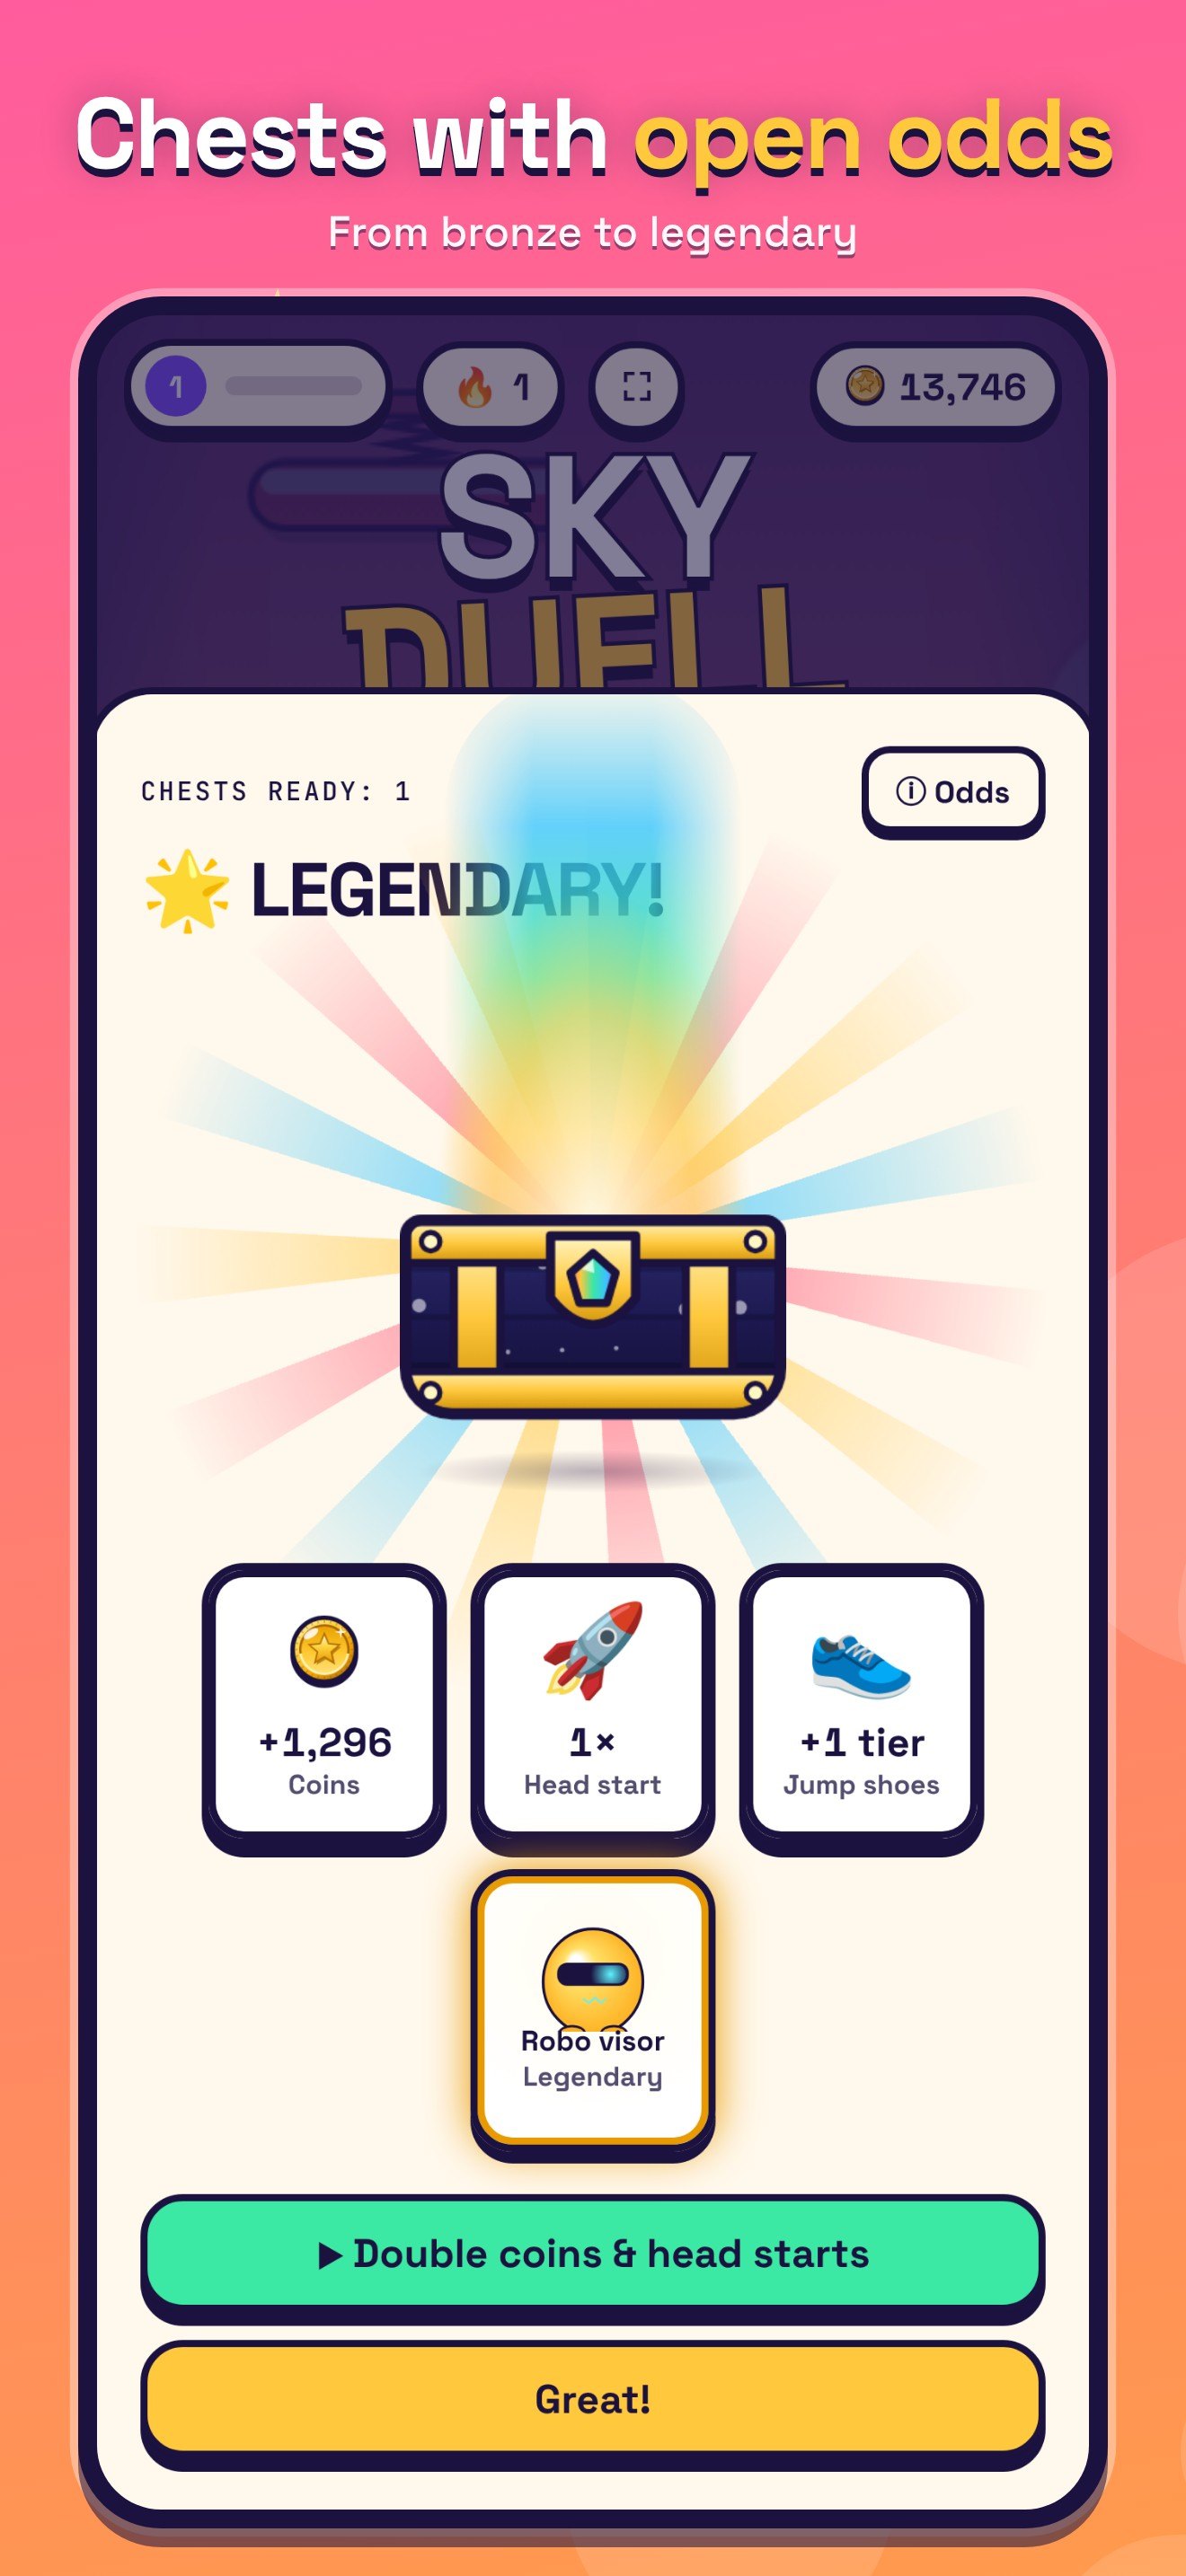 Chests with open odds
From bronze to legendary
1
🔥 1
13,746
SKY
DUELL
CHESTS READY: 1
ⓘ Odds
🌟 LEGENDARY!
+1,296
Coins
1×
Head start
+1 tier
Jump shoes
Robo visor
Legendary
▶ Double coins & head starts
Great!